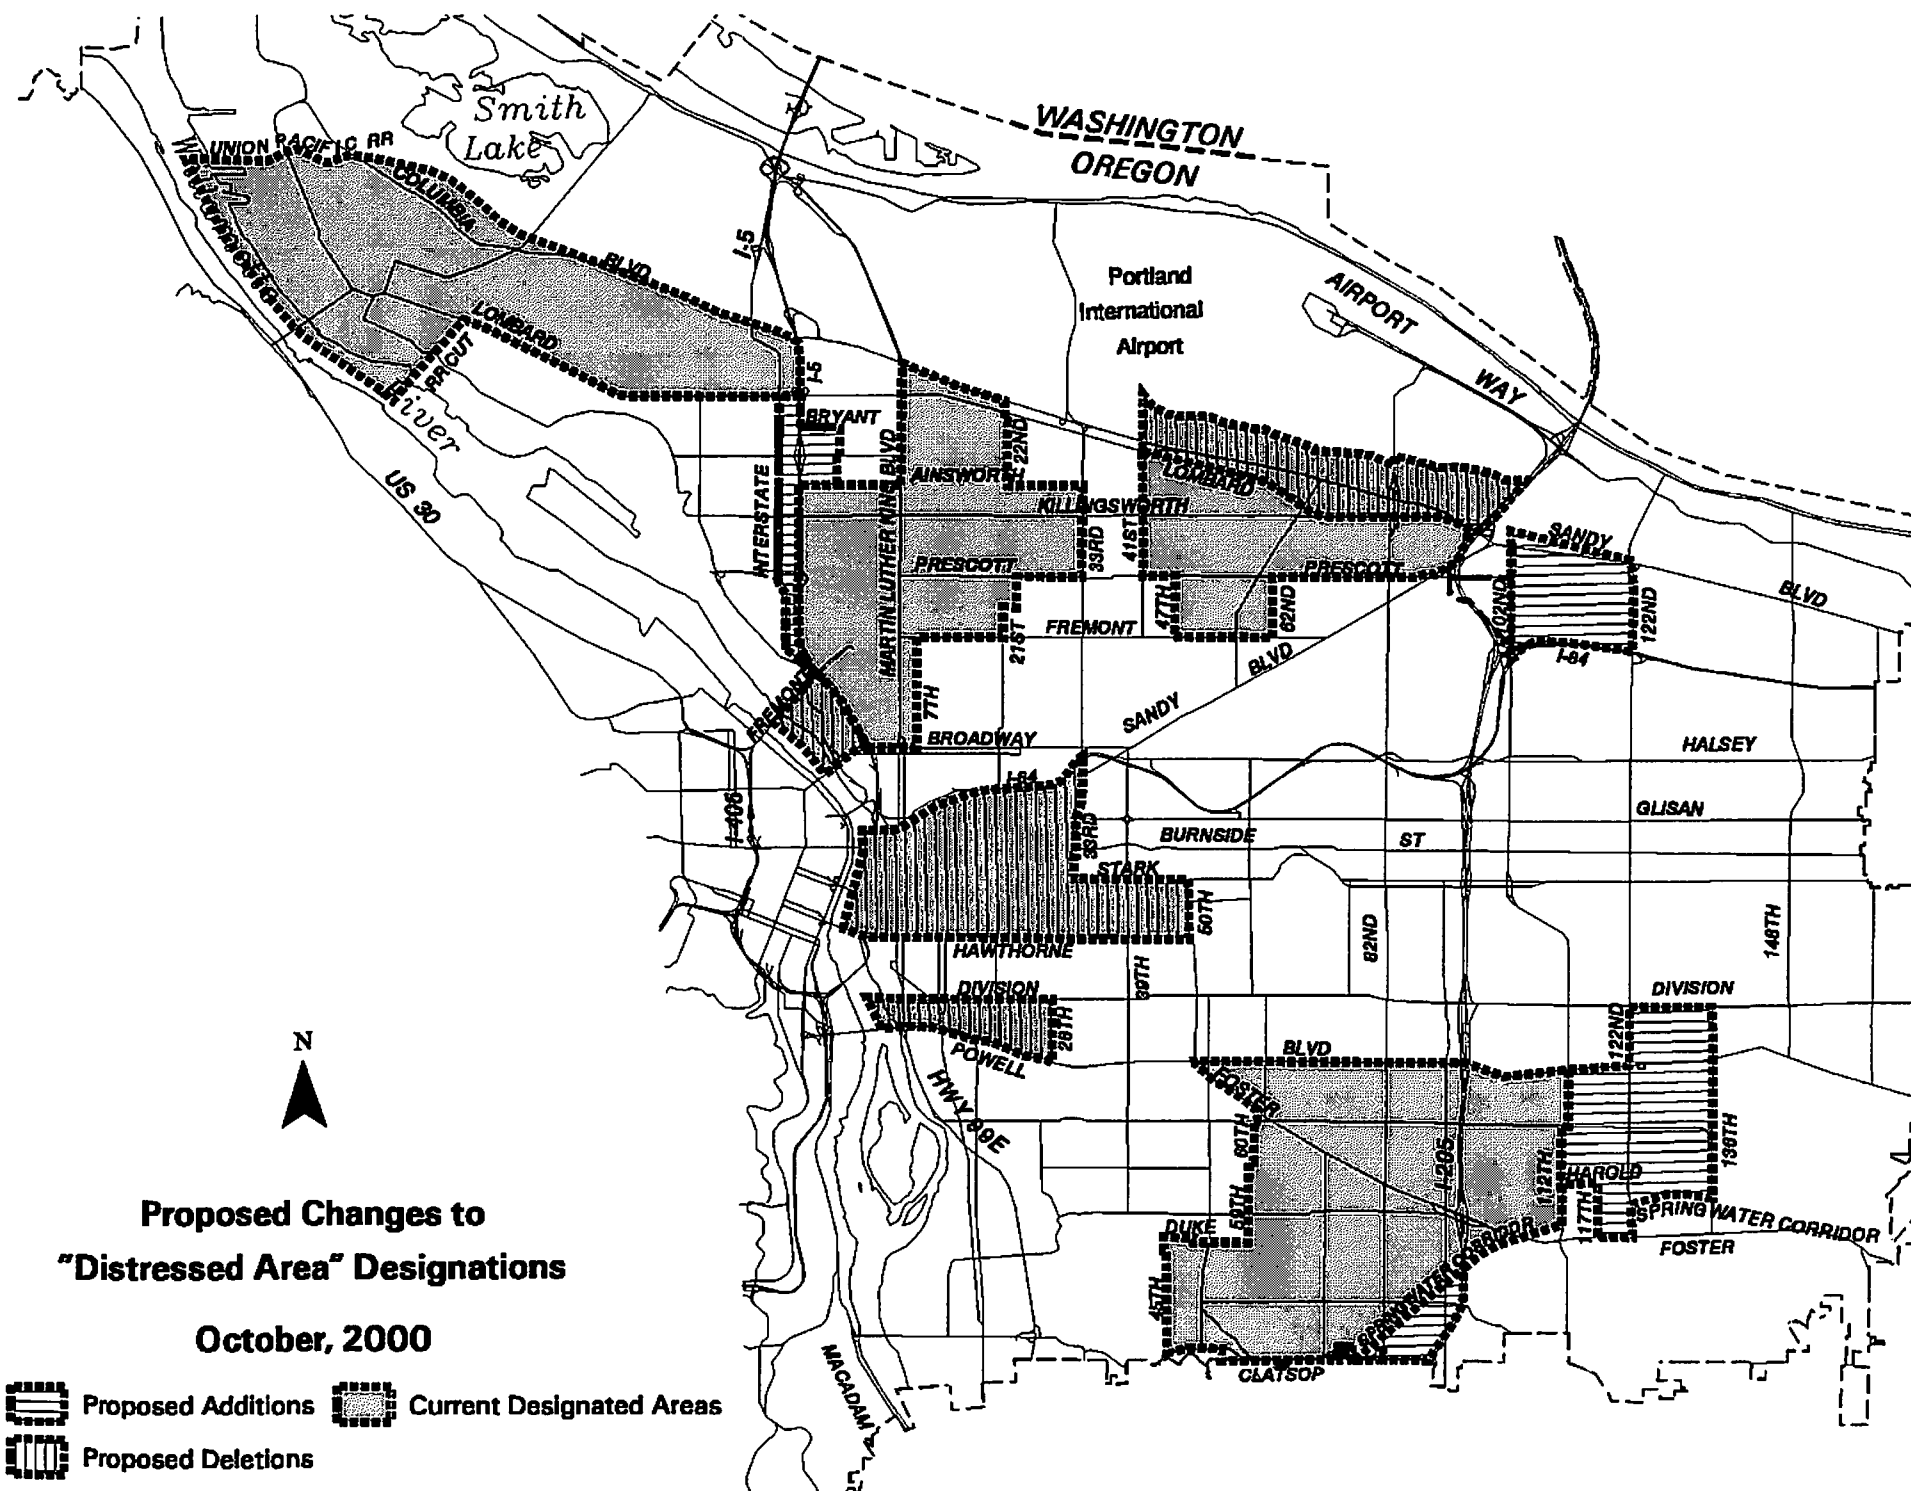 WASHINGTON
OREGON
Smith
Lake
UNION PACIFIC RR
COLUMBIA
BLVD
I-5
Portland
International
Airport
AIRPORT
WAY
LOMBARD
RR CUT
River
US 30
I-5
BRYANT
AINSWORTH
22ND
INTERSTATE
MARTIN LUTHER KING BLVD
KILLINGSWORTH
LOMBARD
33RD
41ST
PRESCOTT
PRESCOTT
47TH
62ND
FREMONT
21ST
SANDY
BLVD
102ND
122ND
I-84
SANDY
BLVD
FREMONT
7TH
BROADWAY
HALSEY
I-84
I-405
33RD
GLISAN
BURNSIDE
ST
STARK
50TH
HAWTHORNE
39TH
82ND
148TH
DIVISION
28TH
POWELL
DIVISION
122ND
BLVD
FOSTER
HWY 99E
60TH
I-205
112TH
136TH
HAROLD
117TH
59TH
DUKE
SPRINGWATER CORRIDOR
SPRINGWATER CORRIDOR
FOSTER
45TH
CLATSOP
MACADAM
N
Proposed Changes to
"Distressed Area" Designations
October, 2000
Proposed Additions
Current Designated Areas
Proposed Deletions